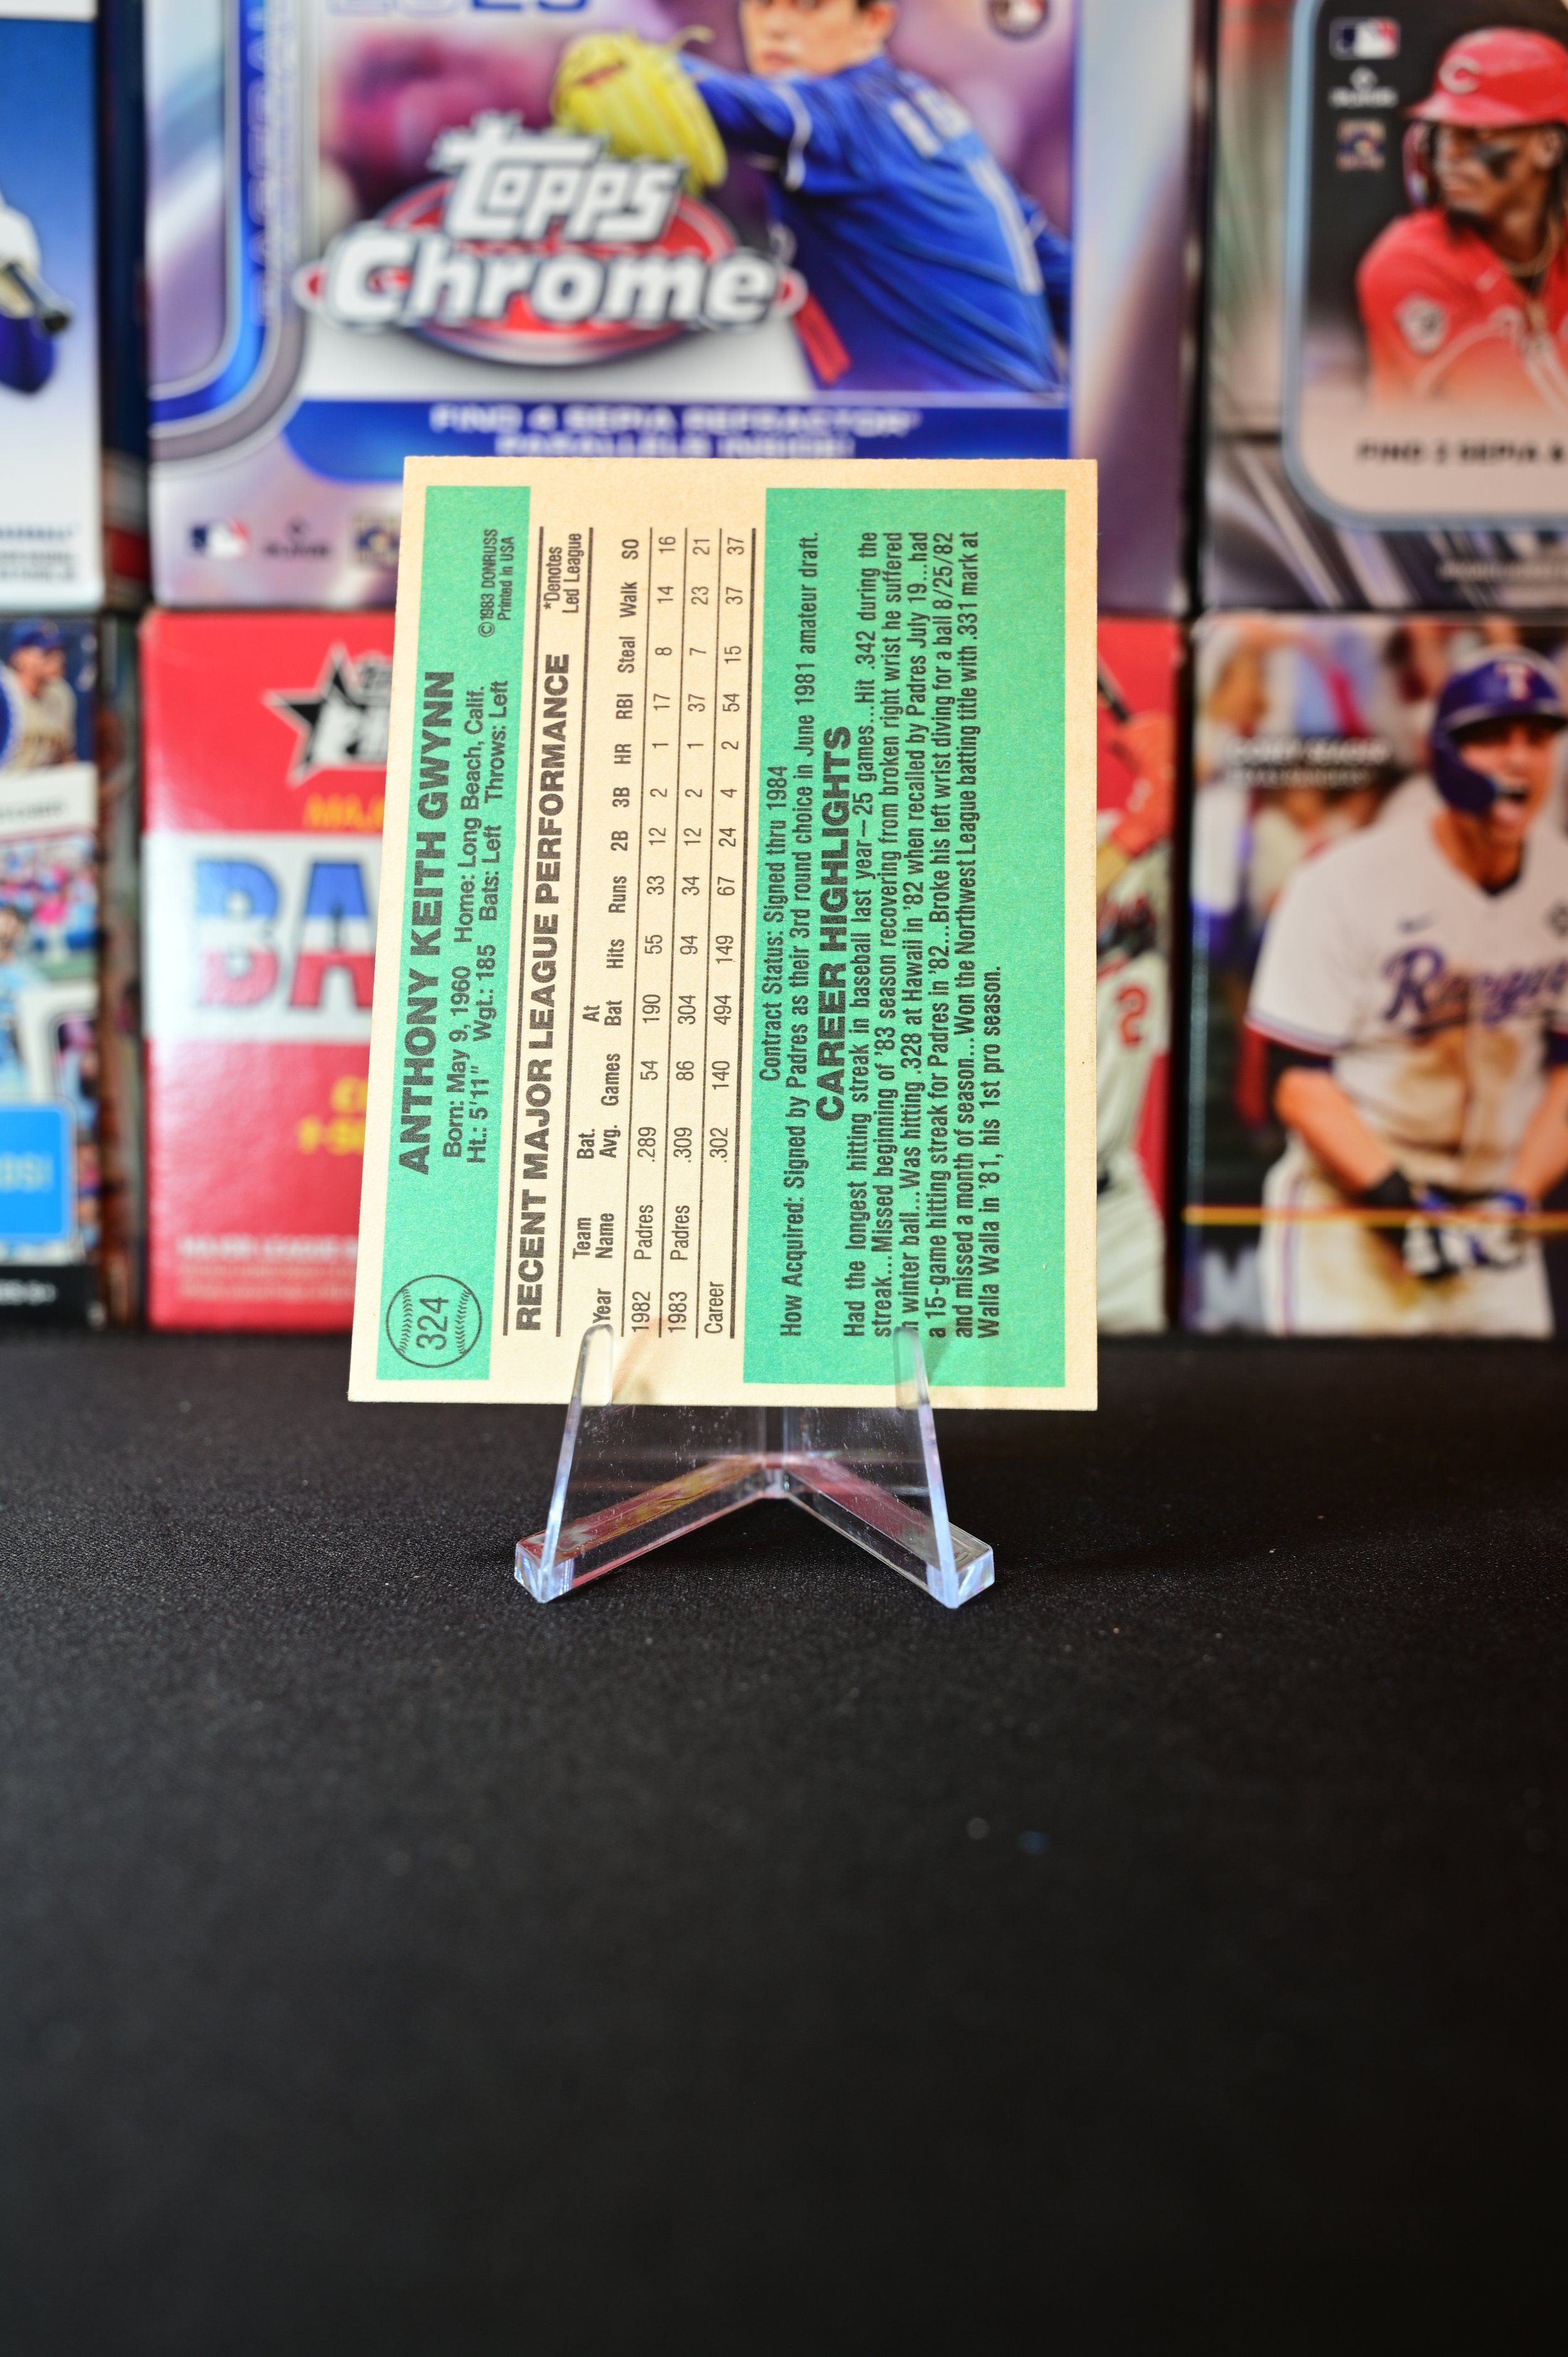 Topps
Chrome
FIND 4 SEPIA REFRACTOR
PARALLELS INSIDE!
FIND 2 SEPIA
324
ANTHONY KEITH GWYNN
Born: May 9, 1960 Home: Long Beach, Calif. ©1983 DONRUSS
Ht.: 5'11" Wgt.: 185 Bats: Left Throws: Left Printed in USA
RECENT MAJOR LEAGUE PERFORMANCE
*Denotes
Led League
Year Team Name Bat. Avg. Games At Bat Hits Runs 2B 3B HR RBI Steal Walk SO
1982 Padres .289 54 190 55 33 12 2 1 17 8 14 16
1983 Padres .309 86 304 94 34 12 2 1 37 7 23 21
Career .302 140 494 149 67 24 4 2 54 15 37 37
Contract Status: Signed thru 1984
How Acquired: Signed by Padres as their 3rd round choice in June 1981 amateur draft.
CAREER HIGHLIGHTS
Had the longest hitting streak in baseball last year—25 games...Hit .342 during the
streak...Missed beginning of '83 season recovering from broken right wrist he suffered
in winter ball...Was hitting .328 at Hawaii in '82 when recalled by Padres July 19...had
a 15-game hitting streak for Padres in '82...Broke his left wrist diving for a ball 8/25/82
and missed a month of season...Won the Northwest League batting title with .331 mark at
Walla Walla in '81, his 1st pro season.
BA
2
Rangers
T
C